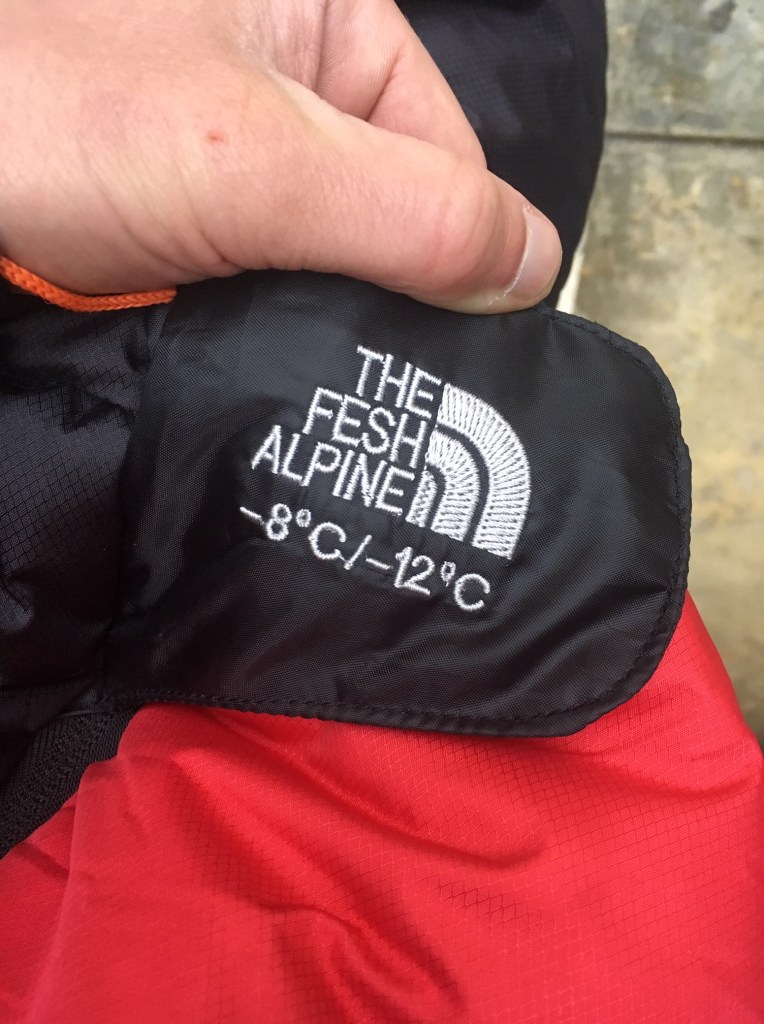 THE
FESH
ALPINE
-8°C/-12°C